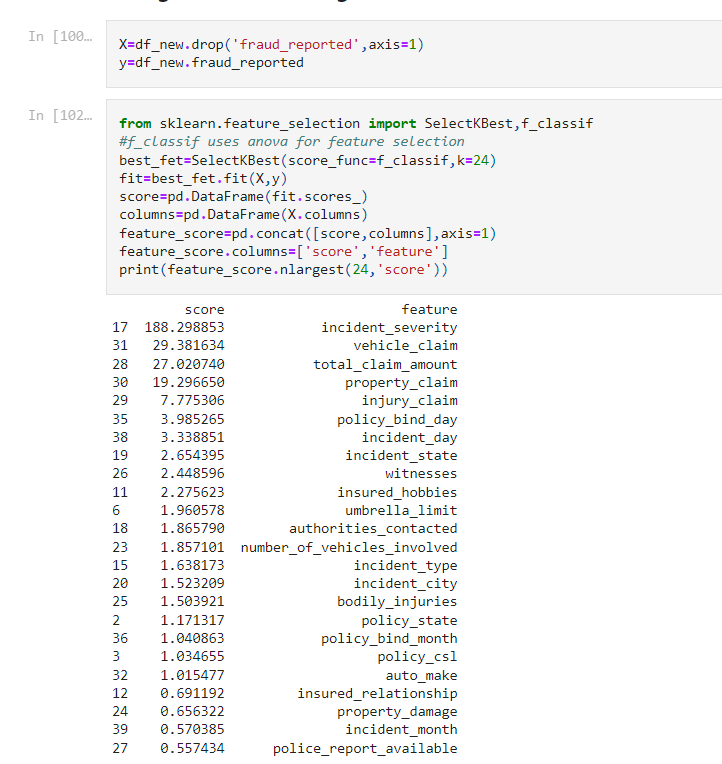 In [100…
X=df_new.drop('fraud_reported',axis=1)
y=df_new.fraud_reported
In [102…
from sklearn.feature_selection import SelectKBest,f_classif
#f_classif uses anova for feature selection
best_fet=SelectKBest(score_func=f_classif,k=24)
fit=best_fet.fit(X,y)
score=pd.DataFrame(fit.scores_)
columns=pd.DataFrame(X.columns)
feature_score=pd.concat([score,columns],axis=1)
feature_score.columns=['score','feature']
print(feature_score.nlargest(24,'score'))
score feature
17 188.298853 incident_severity
31 29.381634 vehicle_claim
28 27.020740 total_claim_amount
30 19.296650 property_claim
29 7.775306 injury_claim
35 3.985265 policy_bind_day
38 3.338851 incident_day
19 2.654395 incident_state
26 2.448596 witnesses
11 2.275623 insured_hobbies
6 1.960578 umbrella_limit
18 1.865790 authorities_contacted
23 1.857101 number_of_vehicles_involved
15 1.638173 incident_type
20 1.523209 incident_city
25 1.503921 bodily_injuries
2 1.171317 policy_state
36 1.040863 policy_bind_month
3 1.034655 policy_csl
32 1.015477 auto_make
12 0.691192 insured_relationship
24 0.656322 property_damage
39 0.570385 incident_month
27 0.557434 police_report_available